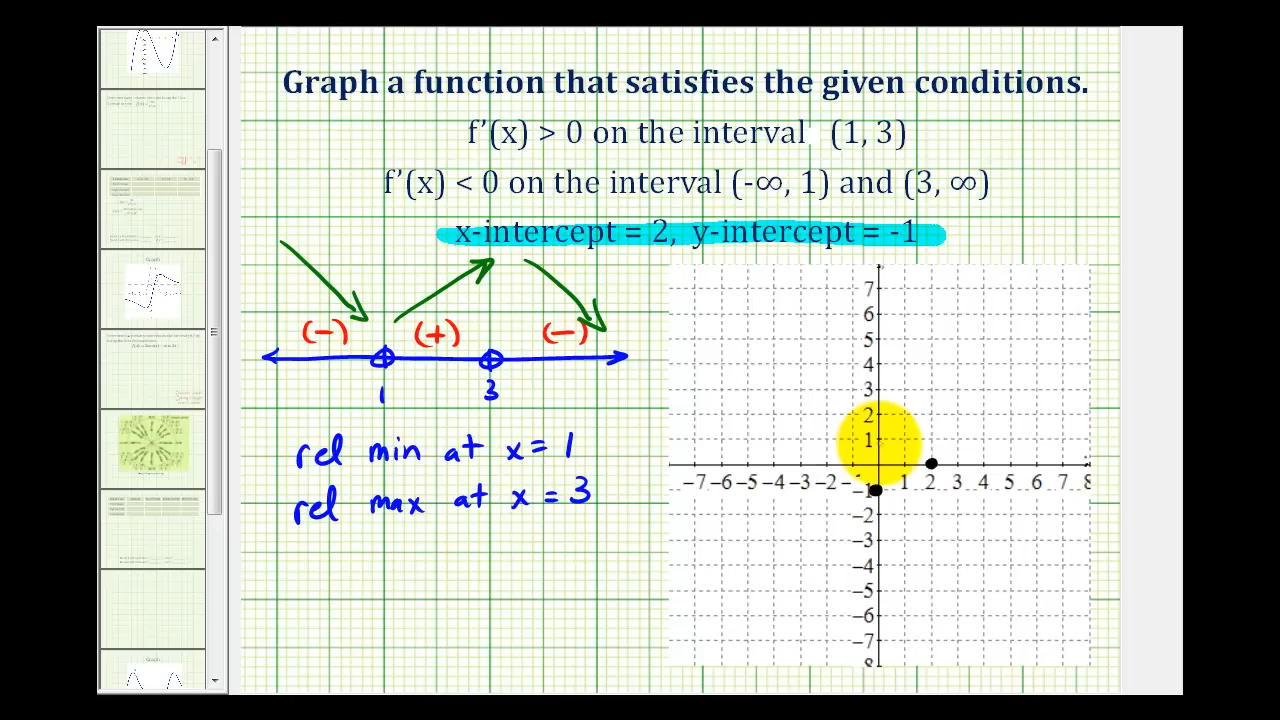 Graph a function that satisfies the given conditions.
f'(x) > 0 on the interval (1, 3)
f'(x) < 0 on the interval (-∞, 1) and (3, ∞)
x-intercept = 2, y-intercept = -1
(-) (+) (-)
1 3
rel min at x = 1
rel max at x = 3
7
6
5
4
3
2
1
-7 -6 -5 -4 -3 -2 -1 1 2 3 4 5 6 7 8
-1
-2
-3
-4
-5
-6
-7
Graph
Graph